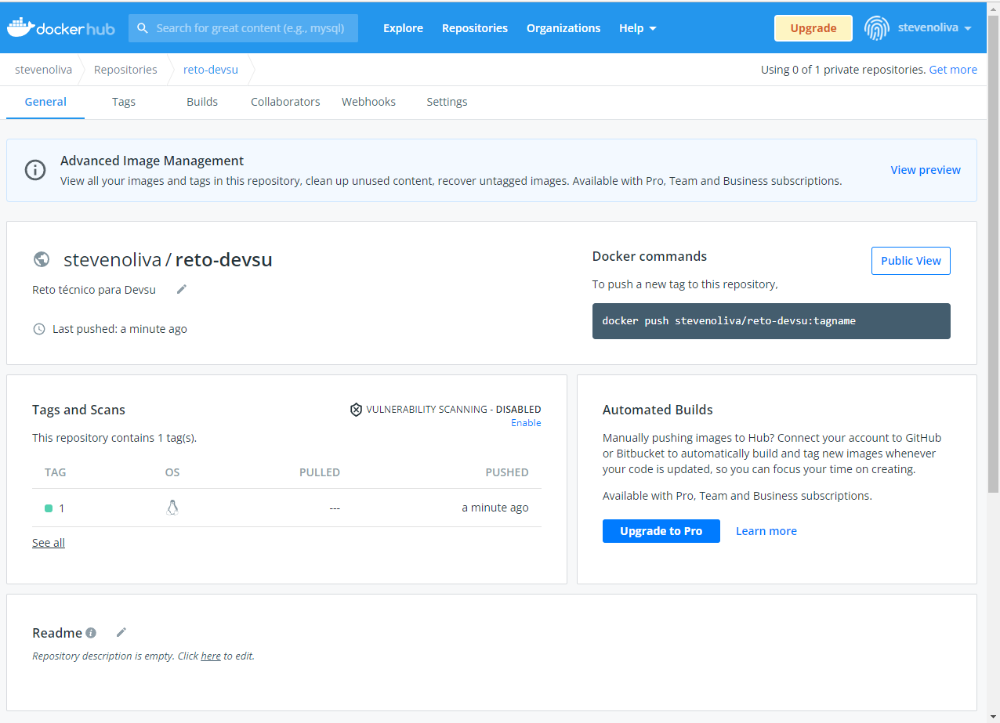 dockerhub Search for great content (e.g., mysql) Explore Repositories Organizations Help Upgrade stevenoliva
stevenoliva Repositories reto-devsu Using 0 of 1 private repositories. Get more
General Tags Builds Collaborators Webhooks Settings
Advanced Image Management
View all your images and tags in this repository, clean up unused content, recover untagged images. Available with Pro, Team and Business subscriptions.
View preview
stevenoliva / reto-devsu
Reto técnico para Devsu
Last pushed: a minute ago
Docker commands
Public View
To push a new tag to this repository,
docker push stevenoliva/reto-devsu:tagname
Tags and Scans
VULNERABILITY SCANNING - DISABLED
Enable
This repository contains 1 tag(s).
TAG OS PULLED PUSHED
1 --- a minute ago
See all
Automated Builds
Manually pushing images to Hub? Connect your account to GitHub
or Bitbucket to automatically build and tag new images whenever
your code is updated, so you can focus your time on creating.
Available with Pro, Team and Business subscriptions.
Upgrade to Pro Learn more
Readme
Repository description is empty. Click here to edit.